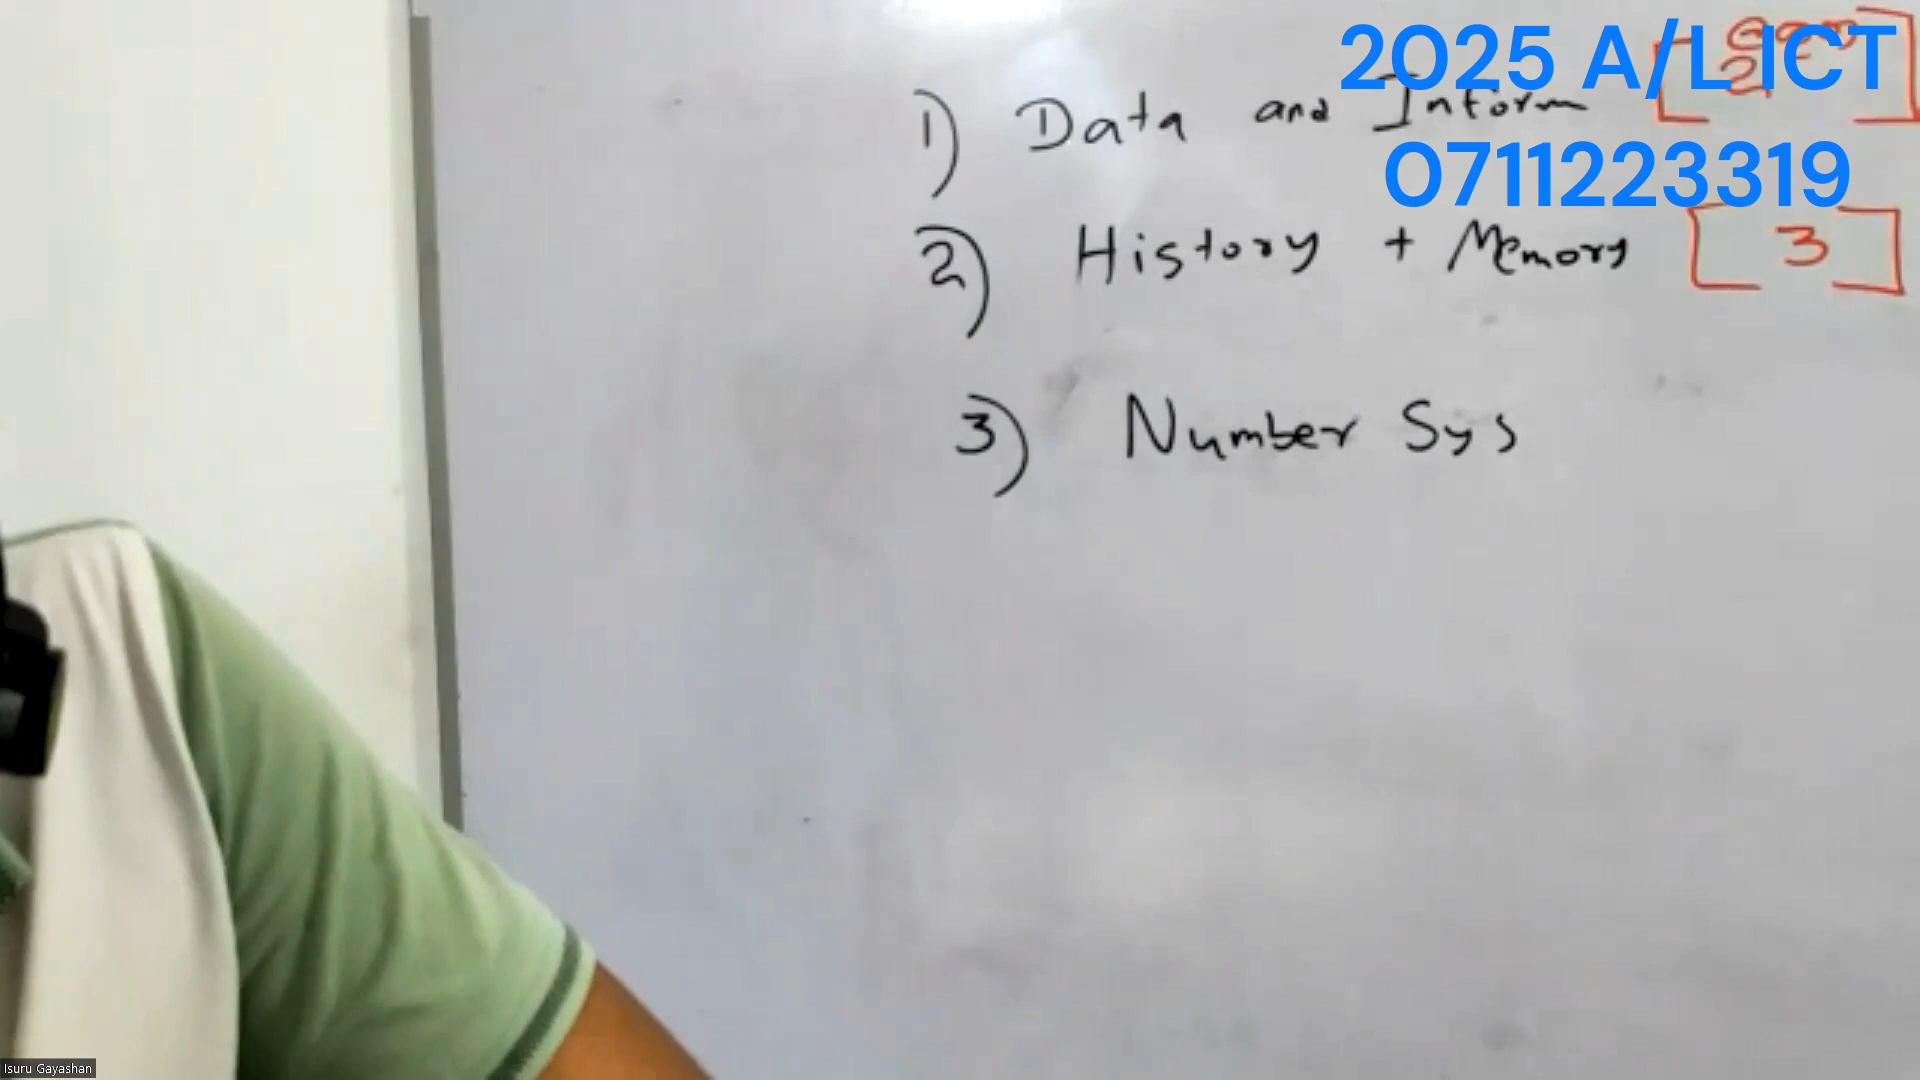 2025 A/L ICT
0711223319
1) Data and Inform
2) History + Memory [3]
3) Number Sys
Isuru Gayashan